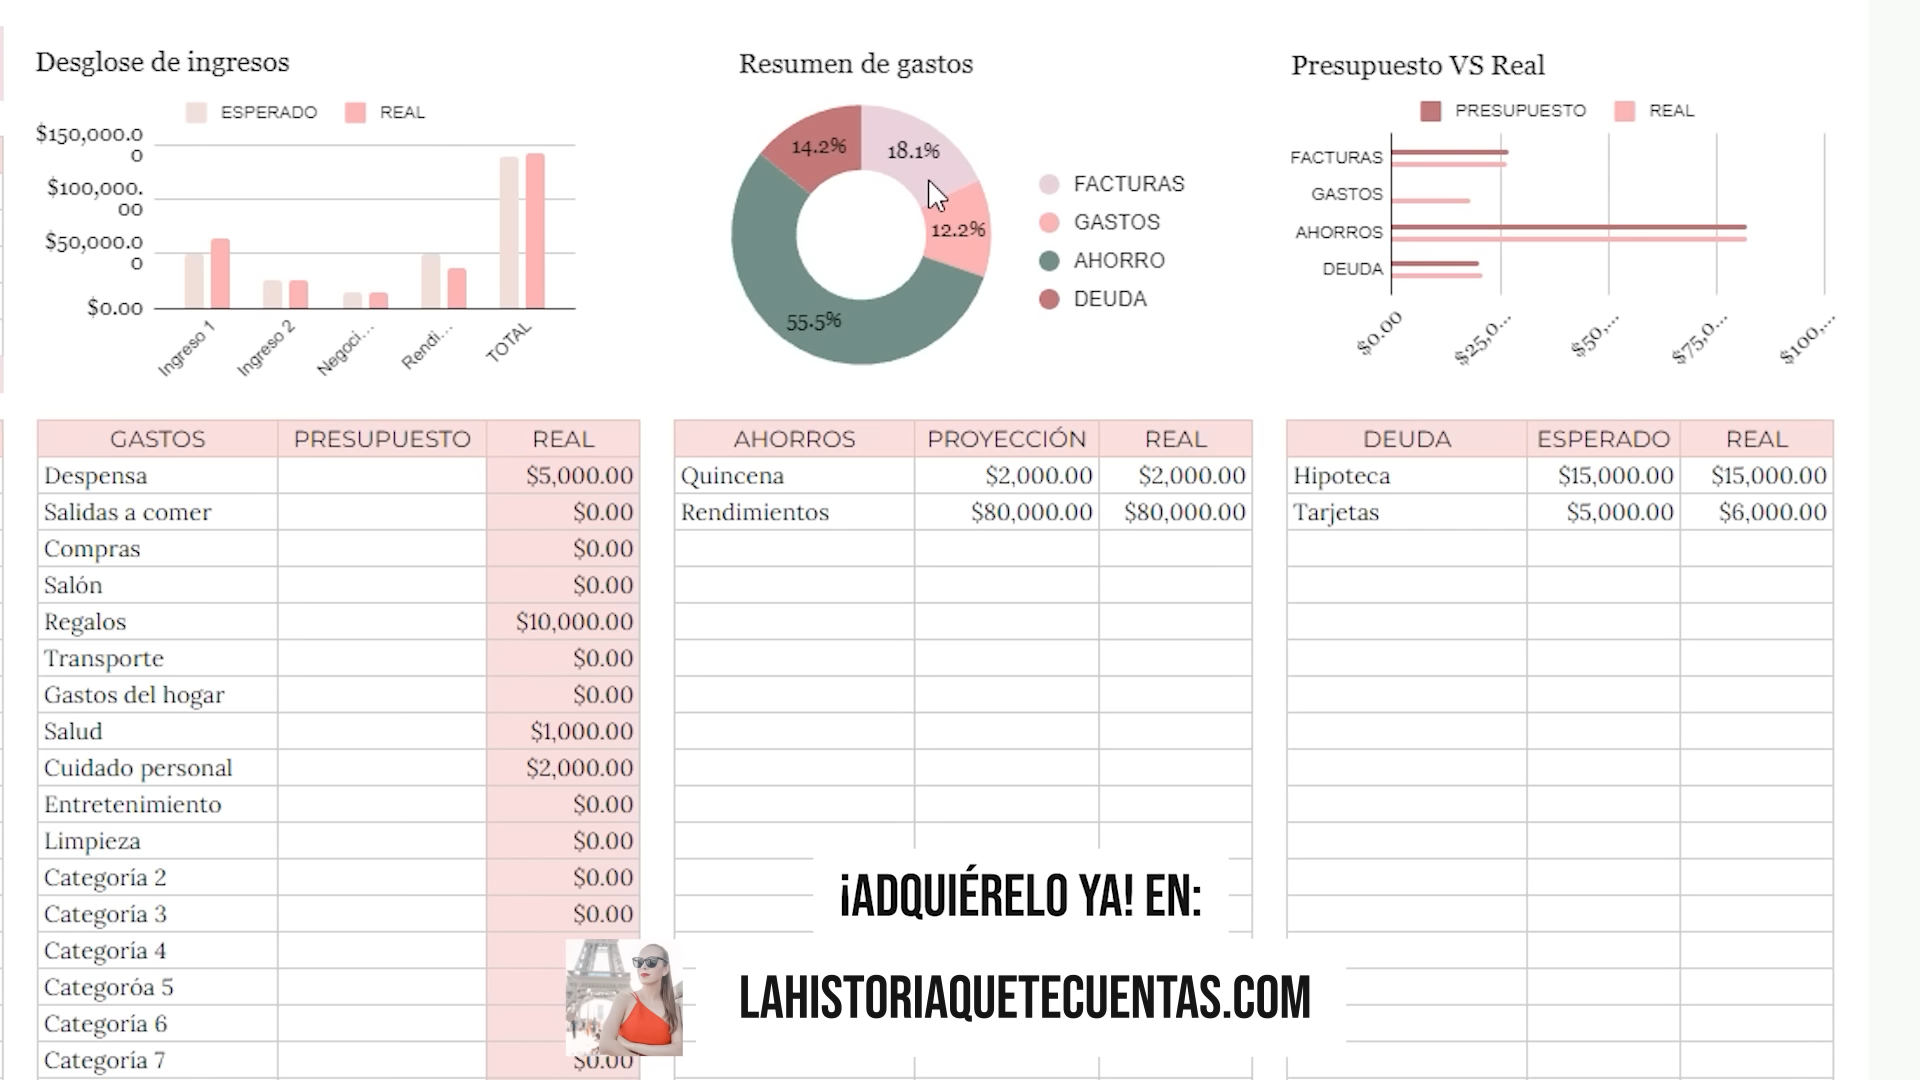 Desglose de ingresos
ESPERADO REAL
$150,000.0
0
$100,000.
00
$50,000.0
0
$0.00
Ingreso 1
Ingreso 2
Negoci...
Rendi...
TOTAL
Resumen de gastos
14.2%
18.1%
12.2%
55.5%
FACTURAS
GASTOS
AHORRO
DEUDA
Presupuesto VS Real
PRESUPUESTO REAL
FACTURAS
GASTOS
AHORROS
DEUDA
$0.00
$25,0...
$50,...
$75,0...
$100,...
GASTOS PRESUPUESTO REAL
Despensa $5,000.00
Salidas a comer $0.00
Compras $0.00
Salón $0.00
Regalos $10,000.00
Transporte $0.00
Gastos del hogar $0.00
Salud $1,000.00
Cuidado personal $2,000.00
Entretenimiento $0.00
Limpieza $0.00
Categoría 2 $0.00
Categoría 3 $0.00
Categoría 4
Categoróa 5
Categoría 6
Categoría 7 $0.00
AHORROS PROYECCIÓN REAL
Quincena $2,000.00 $2,000.00
Rendimientos $80,000.00 $80,000.00
DEUDA ESPERADO REAL
Hipoteca $15,000.00 $15,000.00
Tarjetas $5,000.00 $6,000.00
¡ADQUIÉRELO YA! EN:
LAHISTORIAQUETECUENTAS.COM